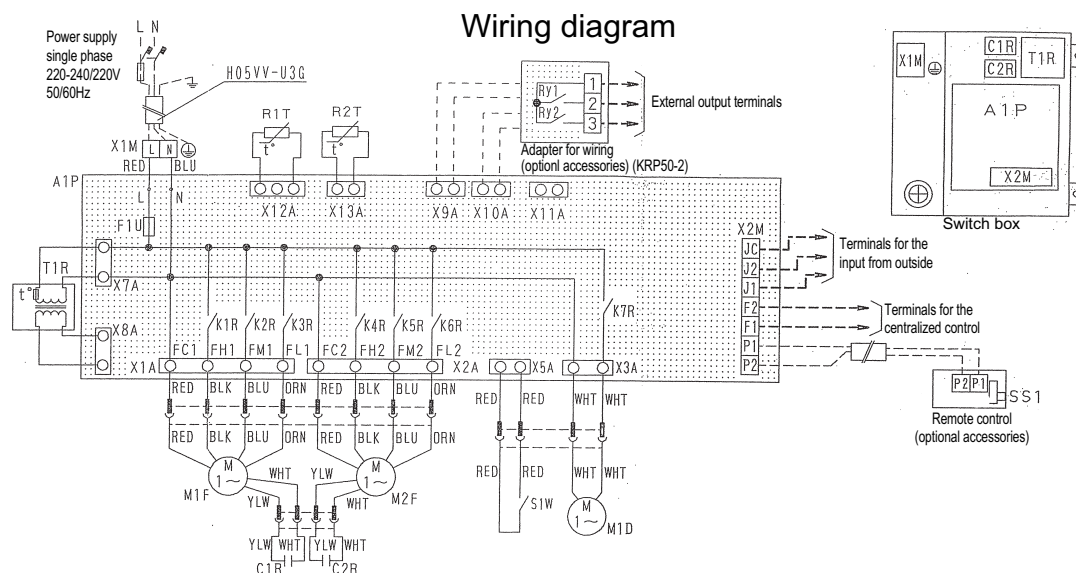 Wiring diagram
Power supply
single phase
220-240/220V
50/60Hz
L N
H05VV-U3G
X1M L N
RED BLU
R1T
t°
R2T
t°
Ry1
Ry2
1
2
3
External output terminals
Adapter for wiring
(optionl accessories) (KRP50-2)
X1M
C1R
C2R
T1R
A1P
X2M
Switch box
A1P
L N
F1U
X12A X13A X9A X10A X11A
T1R
t°
X7A
X8A
K1R K2R K3R K4R K5R K6R K7R
FC1 FH1 FM1 FL1 FC2 FH2 FM2 FL2
X1A X2A X5A X3A
X2M
JC
J2
J1
F2
F1
P1
P2
Terminals for the
input from outside
Terminals for the
centralized control
P2 P1
SS1
Remote control
(optional accessories)
RED BLK BLU ORN RED BLK BLU ORN
RED RED WHT WHT
RED BLK BLU ORN RED BLK BLU ORN
RED RED WHT WHT
M
1~
M1F
YLW
WHT
YLW
WHT
M
1~
M2F
S1W
M
1~
M1D
YLW WHT YLW WHT
C1R C2R